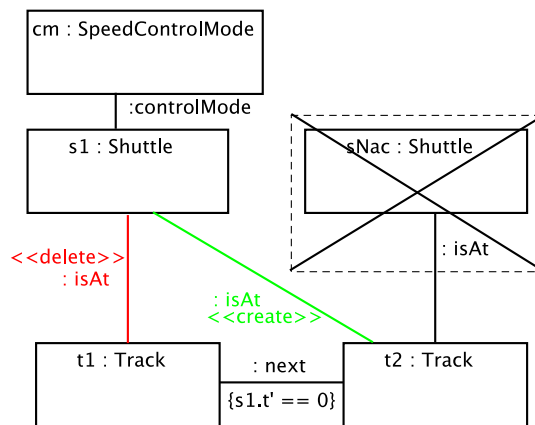 cm : SpeedControlMode
:controlMode
s1 : Shuttle
sNac : Shuttle
<<delete>>
: isAt
: isAt
: isAt
<<create>>
t1 : Track
: next
t2 : Track
{s1.t' == 0}